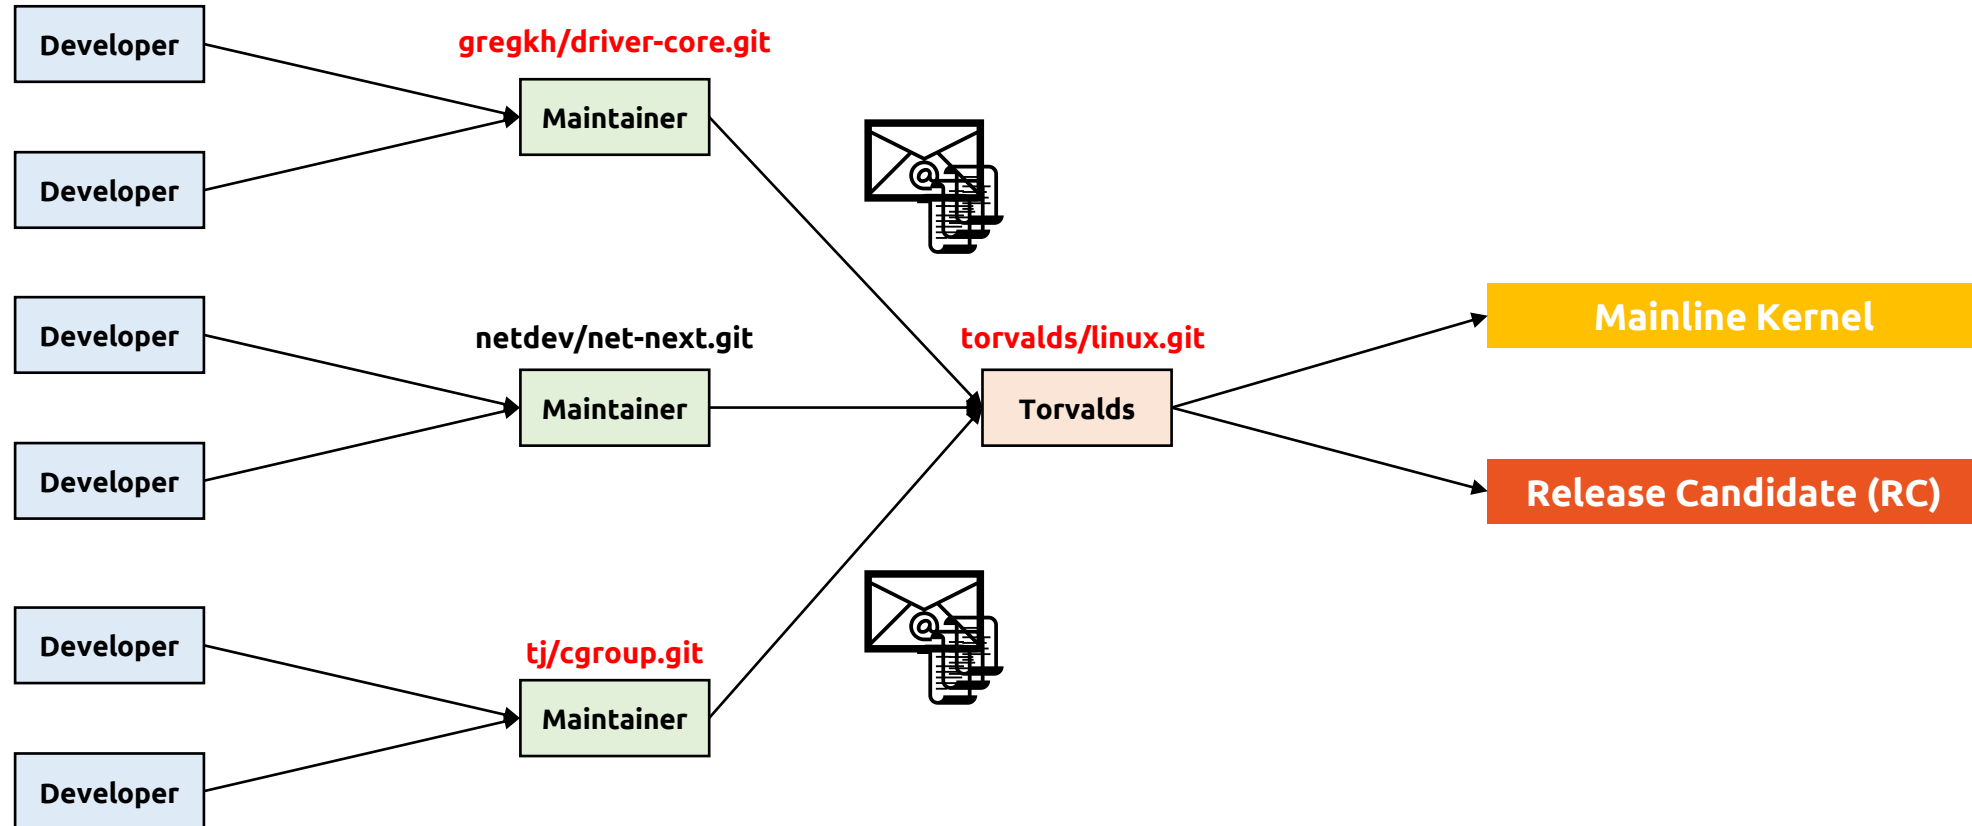 Developer
gregkh/driver-core.git
Maintainer
Developer
Developer
netdev/net-next.git
Maintainer
Developer
torvalds/linux.git
Torvalds
Mainline Kernel
Release Candidate (RC)
Developer
tj/cgroup.git
Maintainer
Developer
@
@